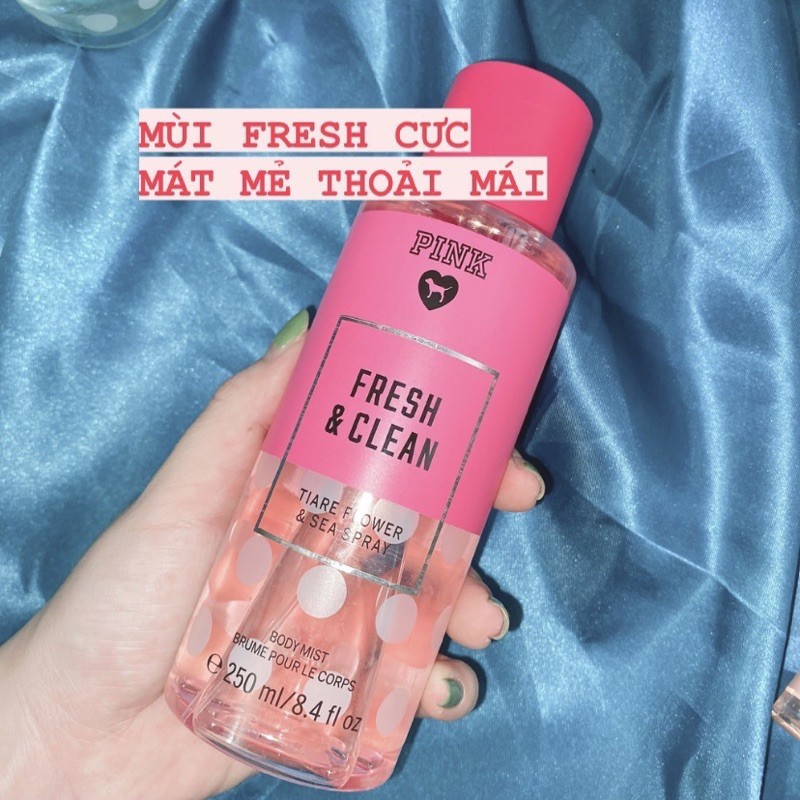 MÙI FRESH CỰC
MÁT MẺ THOẢI MÁI
PINK
FRESH
& CLEAN
TIARE FLOWER
& SEA SPRAY
BODY MIST
BRUME POUR LE CORPS
e 250 ml/8.4 fl oz